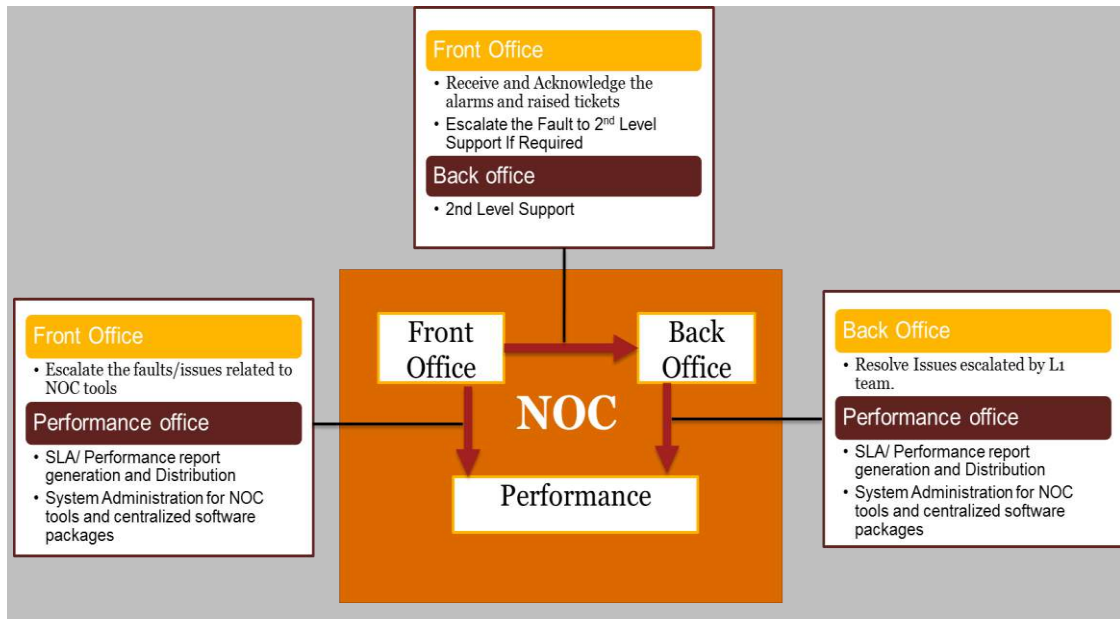 Front Office
• Receive and Acknowledge the
alarms and raised tickets
• Escalate the Fault to 2nd Level
Support If Required
Back office
• 2nd Level Support
Front Office
• Escalate the faults/issues related to
NOC tools
Performance office
• SLA/ Performance report
generation and Distribution
• System Administration for NOC
tools and centralized software
packages
Front
Office
Back
Office
NOC
Performance
Back Office
• Resolve Issues escalated by L1
team.
Performance office
• SLA/ Performance report
generation and Distribution
• System Administration for NOC
tools and centralized software
packages